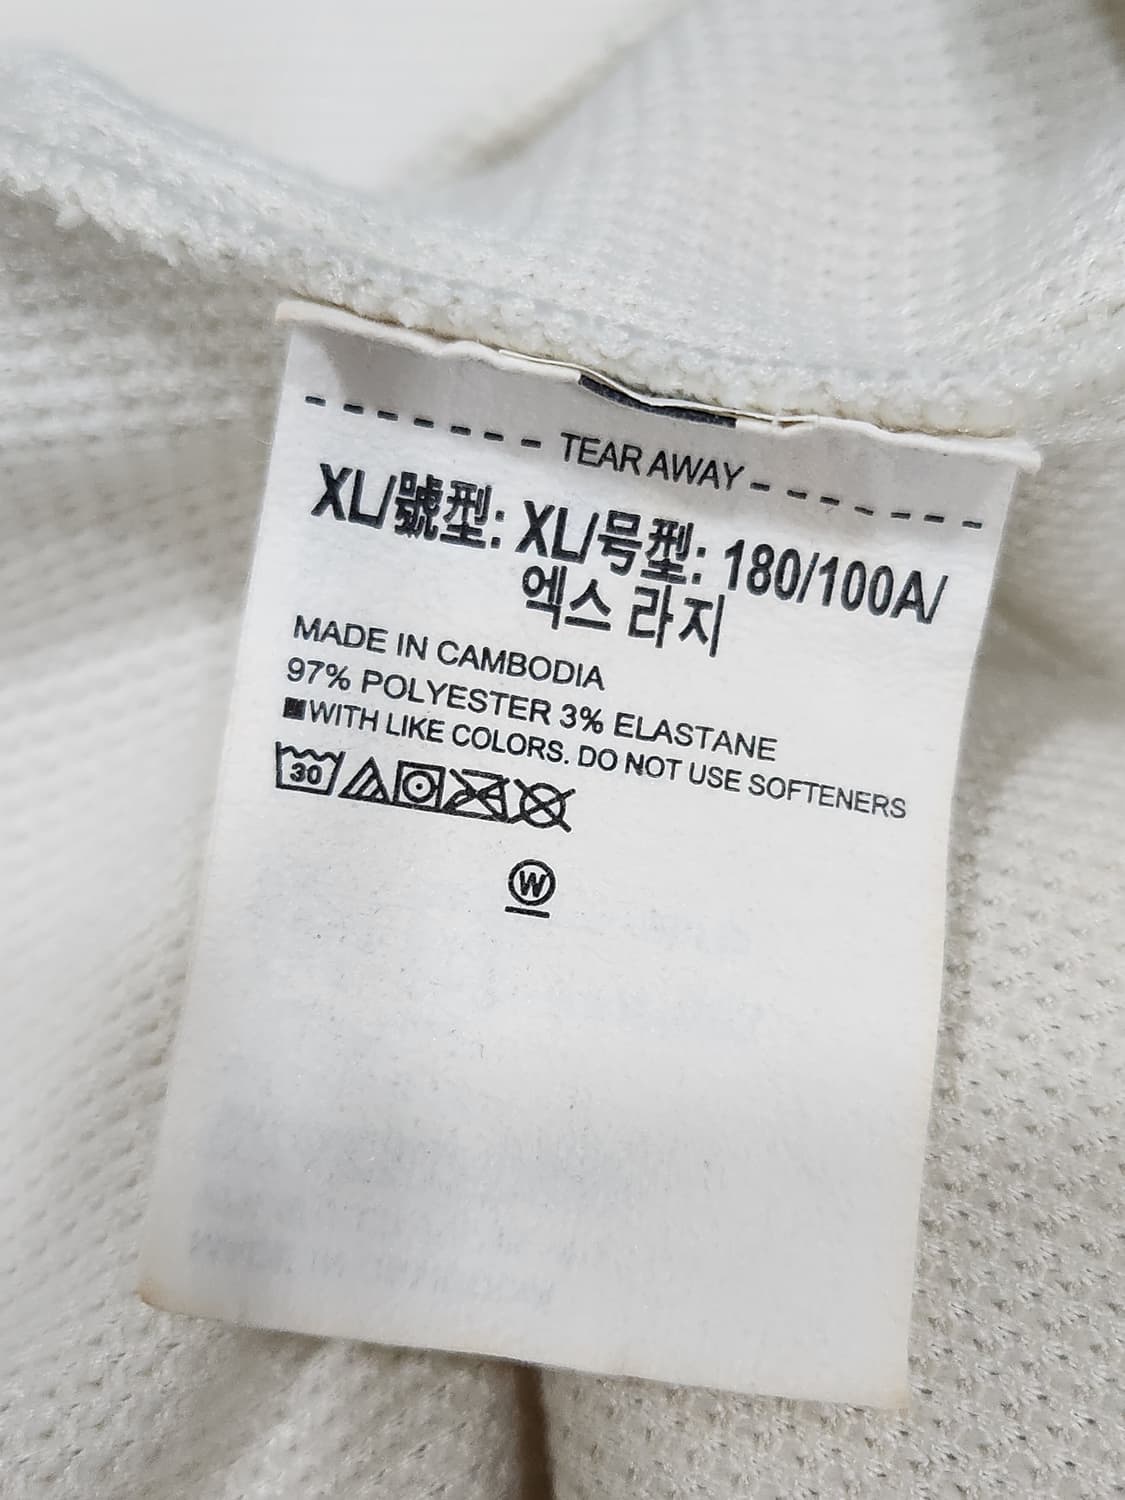 TEAR AWAY
XL/號型: XL/号型: 180/100A/
엑스 라지
MADE IN CAMBODIA
97% POLYESTER 3% ELASTANE
WITH LIKE COLORS. DO NOT USE SOFTENERS
30
W